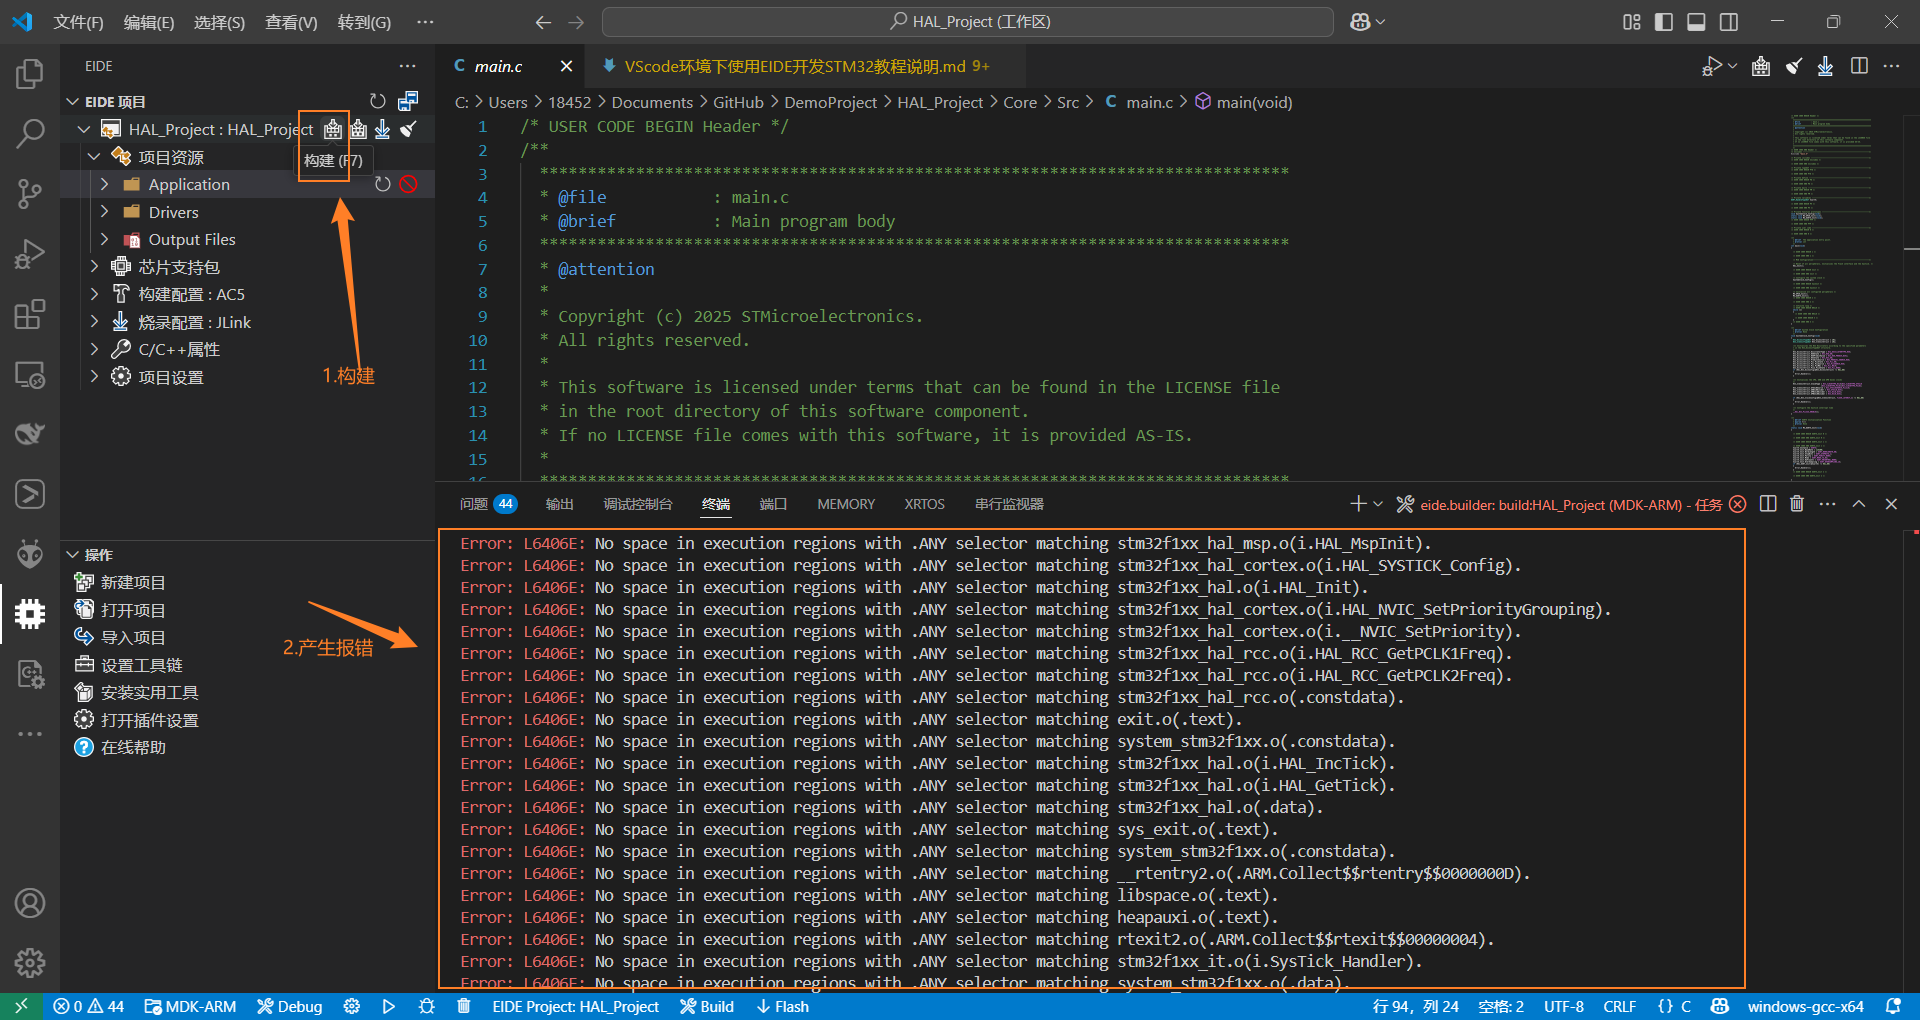 文件(F) 编辑(E) 选择(S) 查看(V) 转到(G) ··· HAL_Project (工作区)
EIDE
EIDE 项目
HAL_Project : HAL_Project
构建 (F7)
项目资源
Application
Drivers
Output Files
芯片支持包
构建配置 : AC5
烧录配置 : JLink
C/C++属性
项目设置
1.构建
操作
新建项目
打开项目
导入项目
设置工具链
安装实用工具
打开插件设置
在线帮助
2.产生报错
C main.c VScode环境下使用EIDE开发STM32教程说明.md 9+
C: > Users > 18452 > Documents > GitHub > DemoProject > HAL_Project > Core > Src > C main.c > main(void)
1 /* USER CODE BEGIN Header */
2 /**
3 ******************************************************************************
4 * @file : main.c
5 * @brief : Main program body
6 ******************************************************************************
7 * @attention
8 *
9 * Copyright (c) 2025 STMicroelectronics.
10 * All rights reserved.
11 *
12 * This software is licensed under terms that can be found in the LICENSE file
13 * in the root directory of this software component.
14 * If no LICENSE file comes with this software, it is provided AS-IS.
15 *
16 ******************************************************************************
问题 44 输出 调试控制台 终端 端口 MEMORY XRTOS 串行监视器 eide.builder: build:HAL_Project (MDK-ARM) - 任务
Error: L6406E: No space in execution regions with .ANY selector matching stm32f1xx_hal_msp.o(i.HAL_MspInit).
Error: L6406E: No space in execution regions with .ANY selector matching stm32f1xx_hal_cortex.o(i.HAL_SYSTICK_Config).
Error: L6406E: No space in execution regions with .ANY selector matching stm32f1xx_hal.o(i.HAL_Init).
Error: L6406E: No space in execution regions with .ANY selector matching stm32f1xx_hal_cortex.o(i.HAL_NVIC_SetPriorityGrouping).
Error: L6406E: No space in execution regions with .ANY selector matching stm32f1xx_hal_cortex.o(i.__NVIC_SetPriority).
Error: L6406E: No space in execution regions with .ANY selector matching stm32f1xx_hal_rcc.o(i.HAL_RCC_GetPCLK1Freq).
Error: L6406E: No space in execution regions with .ANY selector matching stm32f1xx_hal_rcc.o(i.HAL_RCC_GetPCLK2Freq).
Error: L6406E: No space in execution regions with .ANY selector matching stm32f1xx_hal_rcc.o(.constdata).
Error: L6406E: No space in execution regions with .ANY selector matching exit.o(.text).
Error: L6406E: No space in execution regions with .ANY selector matching system_stm32f1xx.o(.constdata).
Error: L6406E: No space in execution regions with .ANY selector matching stm32f1xx_hal.o(i.HAL_IncTick).
Error: L6406E: No space in execution regions with .ANY selector matching stm32f1xx_hal.o(i.HAL_GetTick).
Error: L6406E: No space in execution regions with .ANY selector matching stm32f1xx_hal.o(.data).
Error: L6406E: No space in execution regions with .ANY selector matching sys_exit.o(.text).
Error: L6406E: No space in execution regions with .ANY selector matching system_stm32f1xx.o(.constdata).
Error: L6406E: No space in execution regions with .ANY selector matching __rtentry2.o(.ARM.Collect$$rtentry$$0000000D).
Error: L6406E: No space in execution regions with .ANY selector matching libspace.o(.text).
Error: L6406E: No space in execution regions with .ANY selector matching heapauxi.o(.text).
Error: L6406E: No space in execution regions with .ANY selector matching rtexit2.o(.ARM.Collect$$rtexit$$00000004).
Error: L6406E: No space in execution regions with .ANY selector matching stm32f1xx_it.o(i.SysTick_Handler).
Error: L6406E: No space in execution regions with .ANY selector matching system_stm32f1xx.o(.data).
0 44 MDK-ARM Debug EIDE Project: HAL_Project Build Flash 行 94，列 24 空格: 2 UTF-8 CRLF {} C windows-gcc-x64